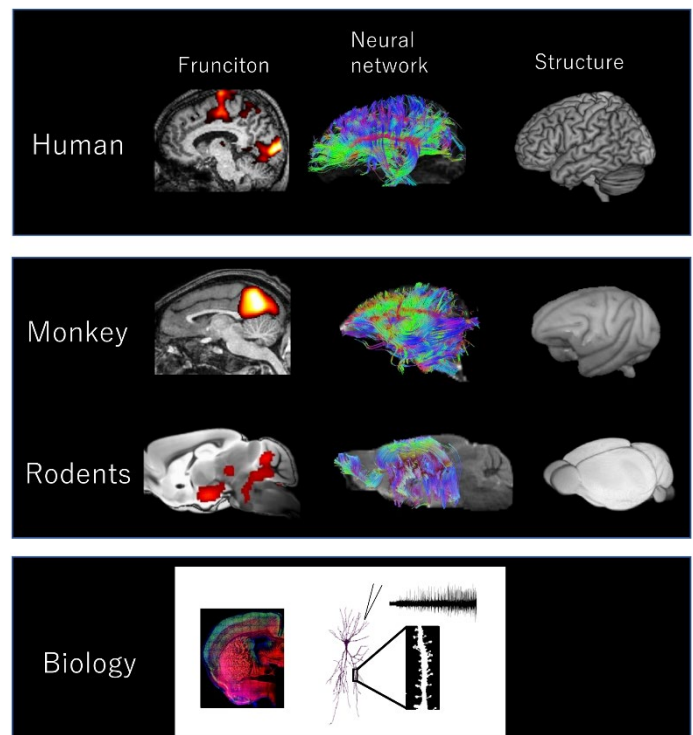 Frunciton
Neural
network
Structure
Human
Monkey
Rodents
Biology